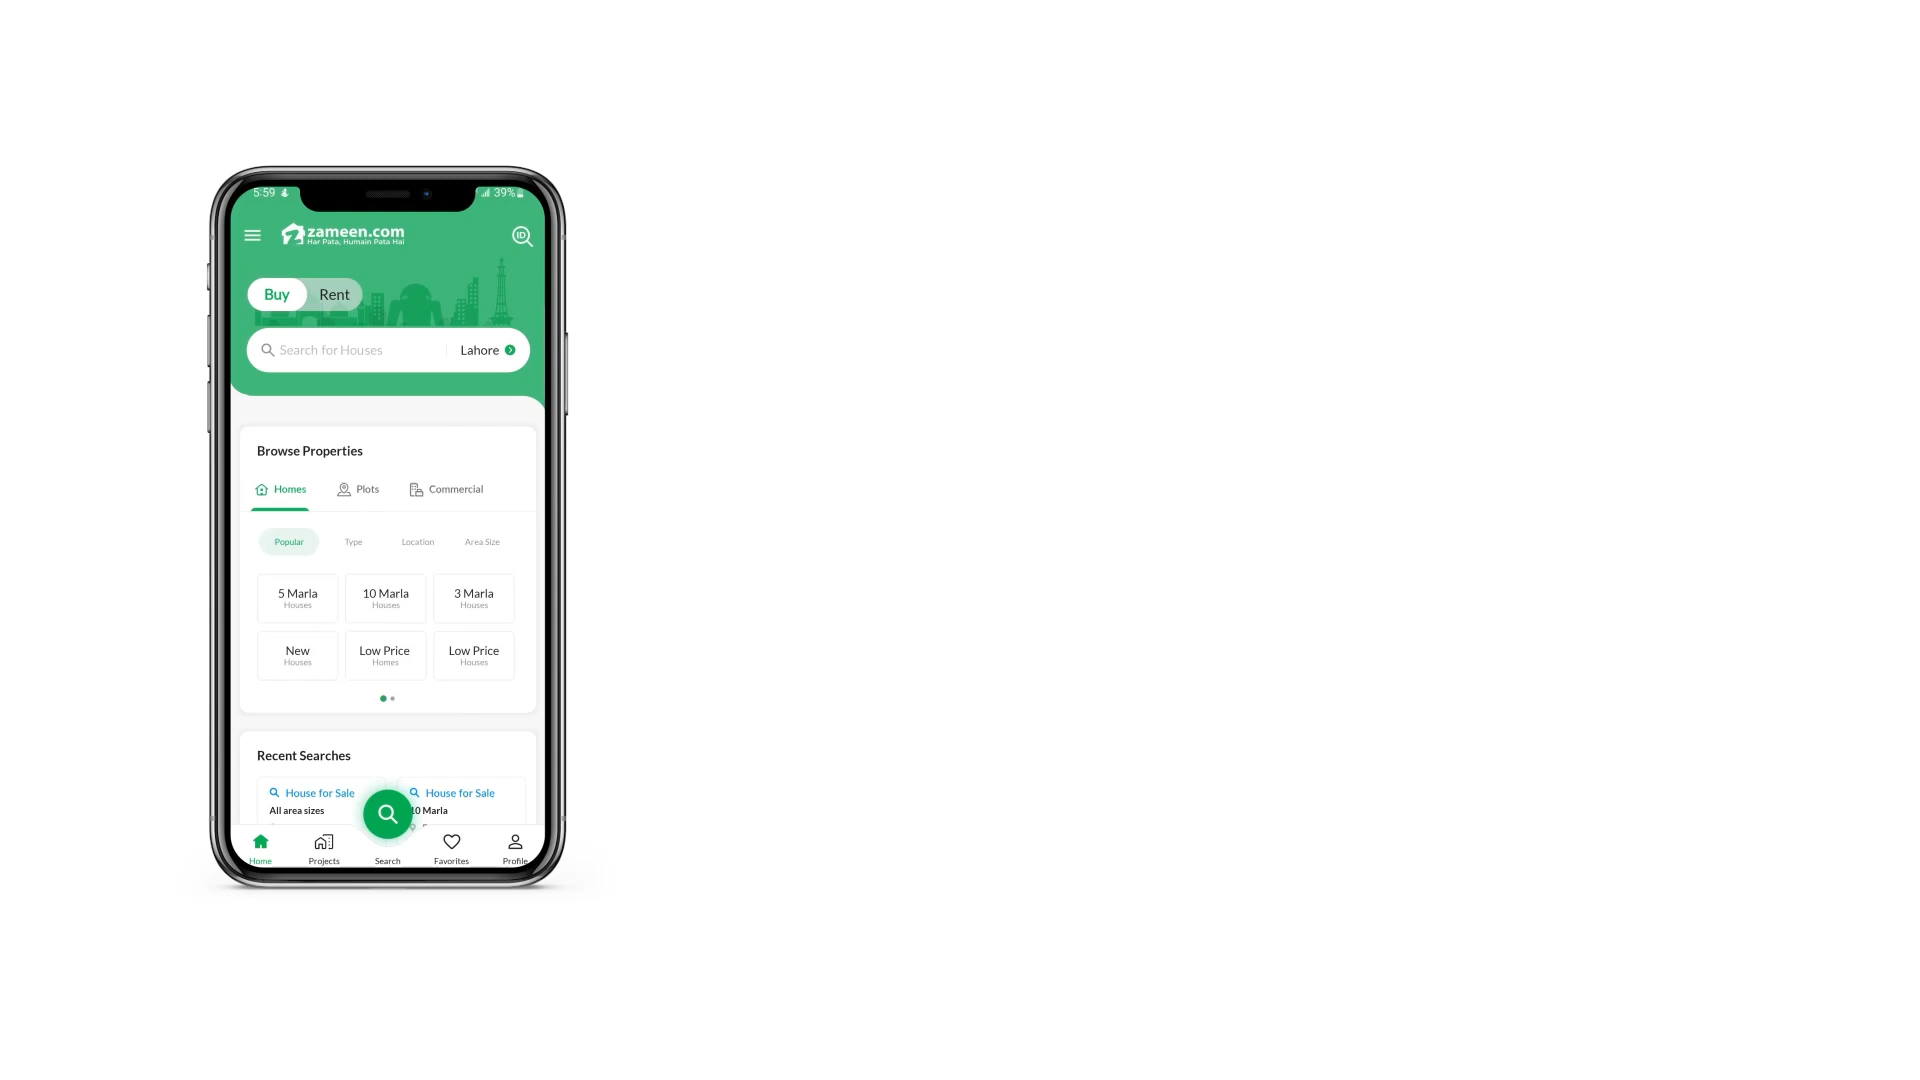 5:59
39%
zameen.com
Har Pata, Humain Pata Hai
ID
Buy Rent
Search for Houses Lahore
Browse Properties
Homes Plots Commercial
Popular Type Location Area Size
5 Marla 10 Marla 3 Marla
Houses Houses Houses
New Low Price Low Price
Houses Homes Houses
Recent Searches
House for Sale House for Sale
All area sizes 10 Marla
Home Projects Search Favorites Profile